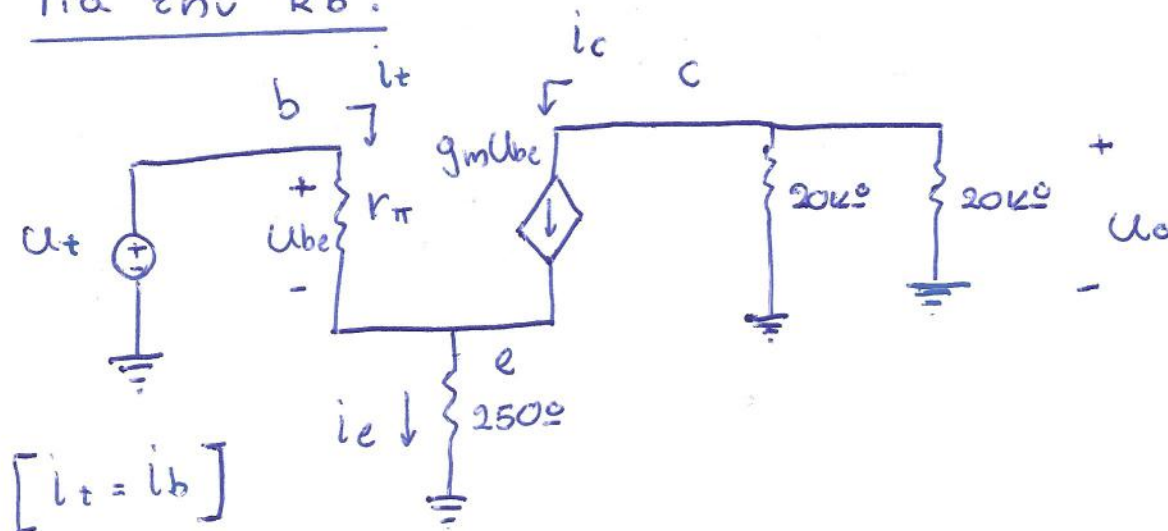 Για την Rb:
ic
it
c
b
gmUbe
+
+
rπ
20kΩ
20kΩ
Ut
Ube
Uo
-
-
e
ie
250Ω
[it = ib]